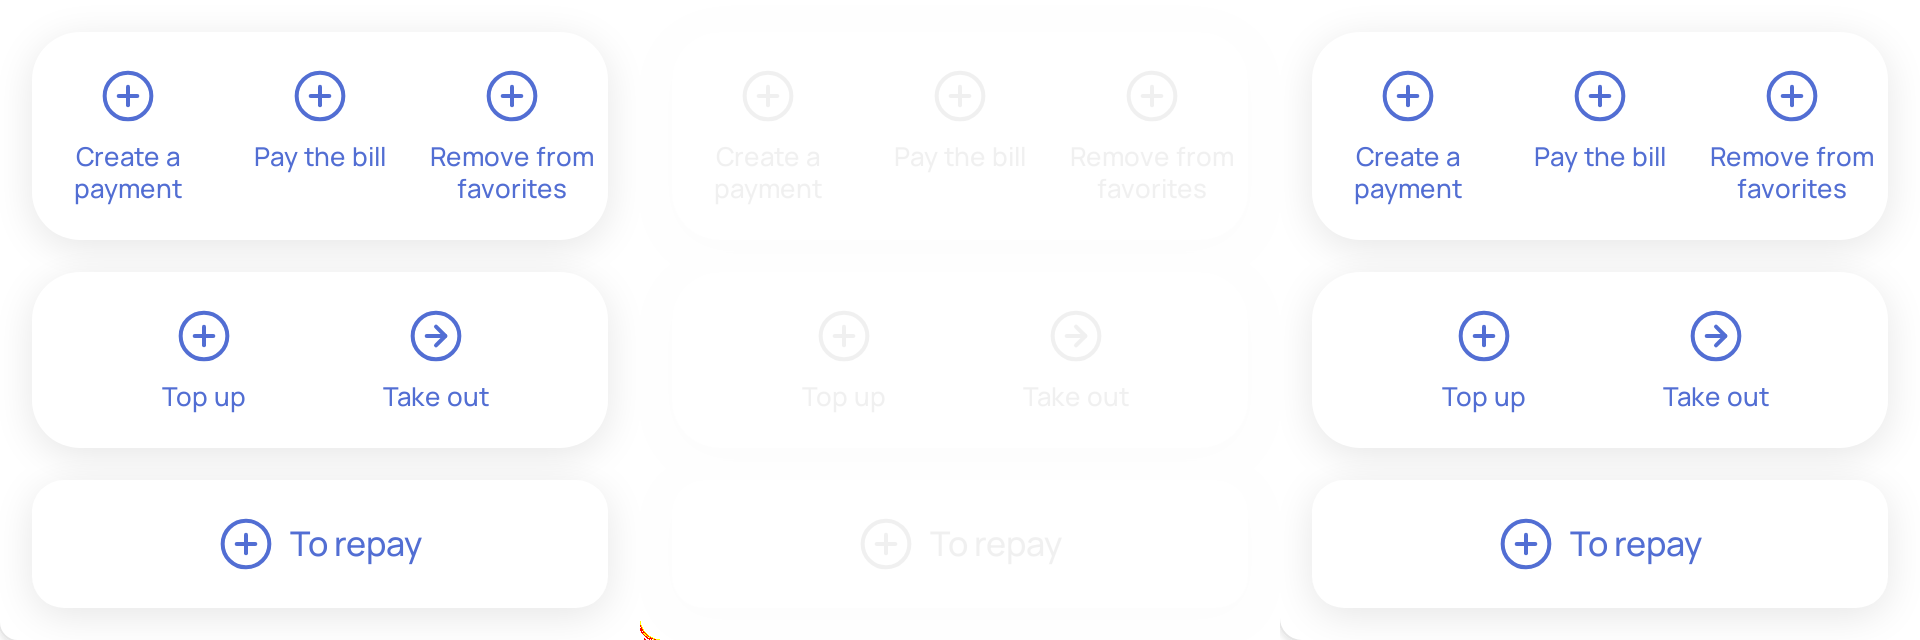 Create a
payment
Pay the bill
Remove from
favorites
Top up
Take out
To repay
Create a
payment
Pay the bill
Remove from
favorites
Top up
Take out
To repay
Create a
payment
Pay the bill
Remove from
favorites
Top up
Take out
To repay